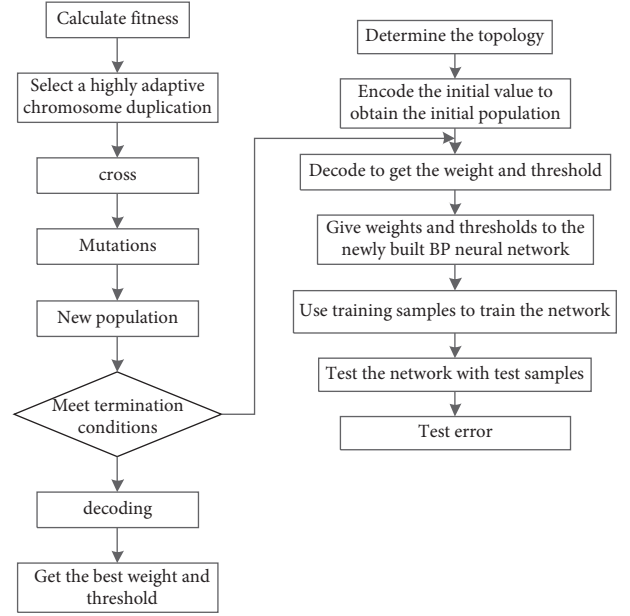 Calculate fitness
Select a highly adaptive
chromosome duplication
cross
Mutations
New population
Meet termination
conditions
decoding
Get the best weight and
threshold
Determine the topology
Encode the initial value to
obtain the initial population
Decode to get the weight and threshold
Give weights and thresholds to the
newly built BP neural network
Use training samples to train the network
Test the network with test samples
Test error